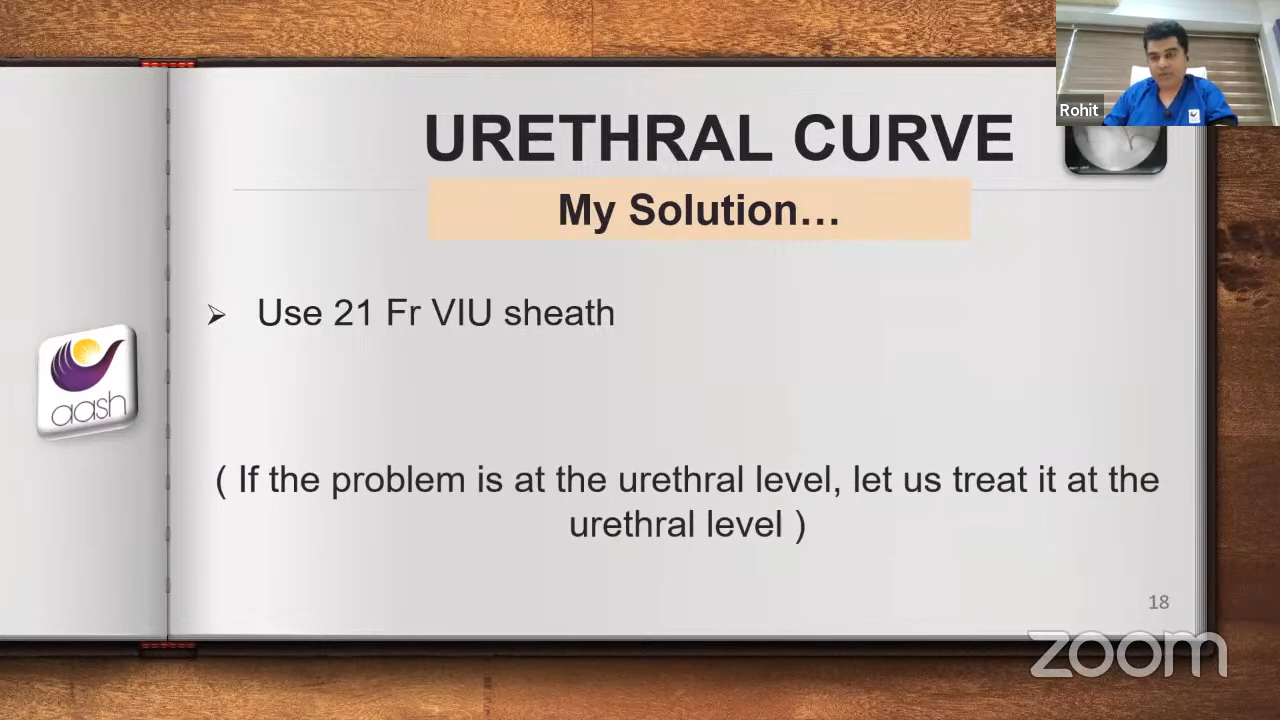 Rohit
URETHRAL CURVE
My Solution...
➢ Use 21 Fr VIU sheath
aash
( If the problem is at the urethral level, let us treat it at the
urethral level )
18
zoom